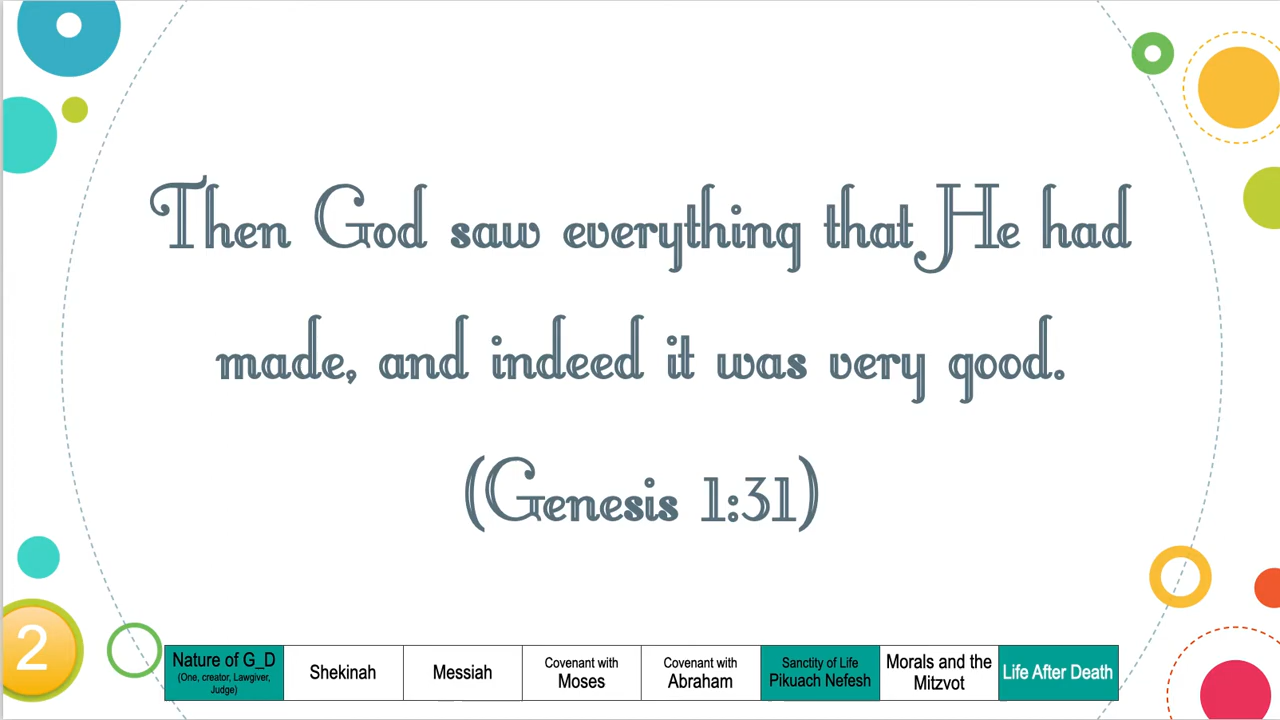 Then God saw everything that He had
made, and indeed it was very good.
(Genesis 1:31)
2
Nature of G_D
(One, creator, Lawgiver,
Judge)
Shekinah
Messiah
Covenant with
Moses
Covenant with
Abraham
Sanctity of Life
Pikuach Nefesh
Morals and the
Mitzvot
Life After Death